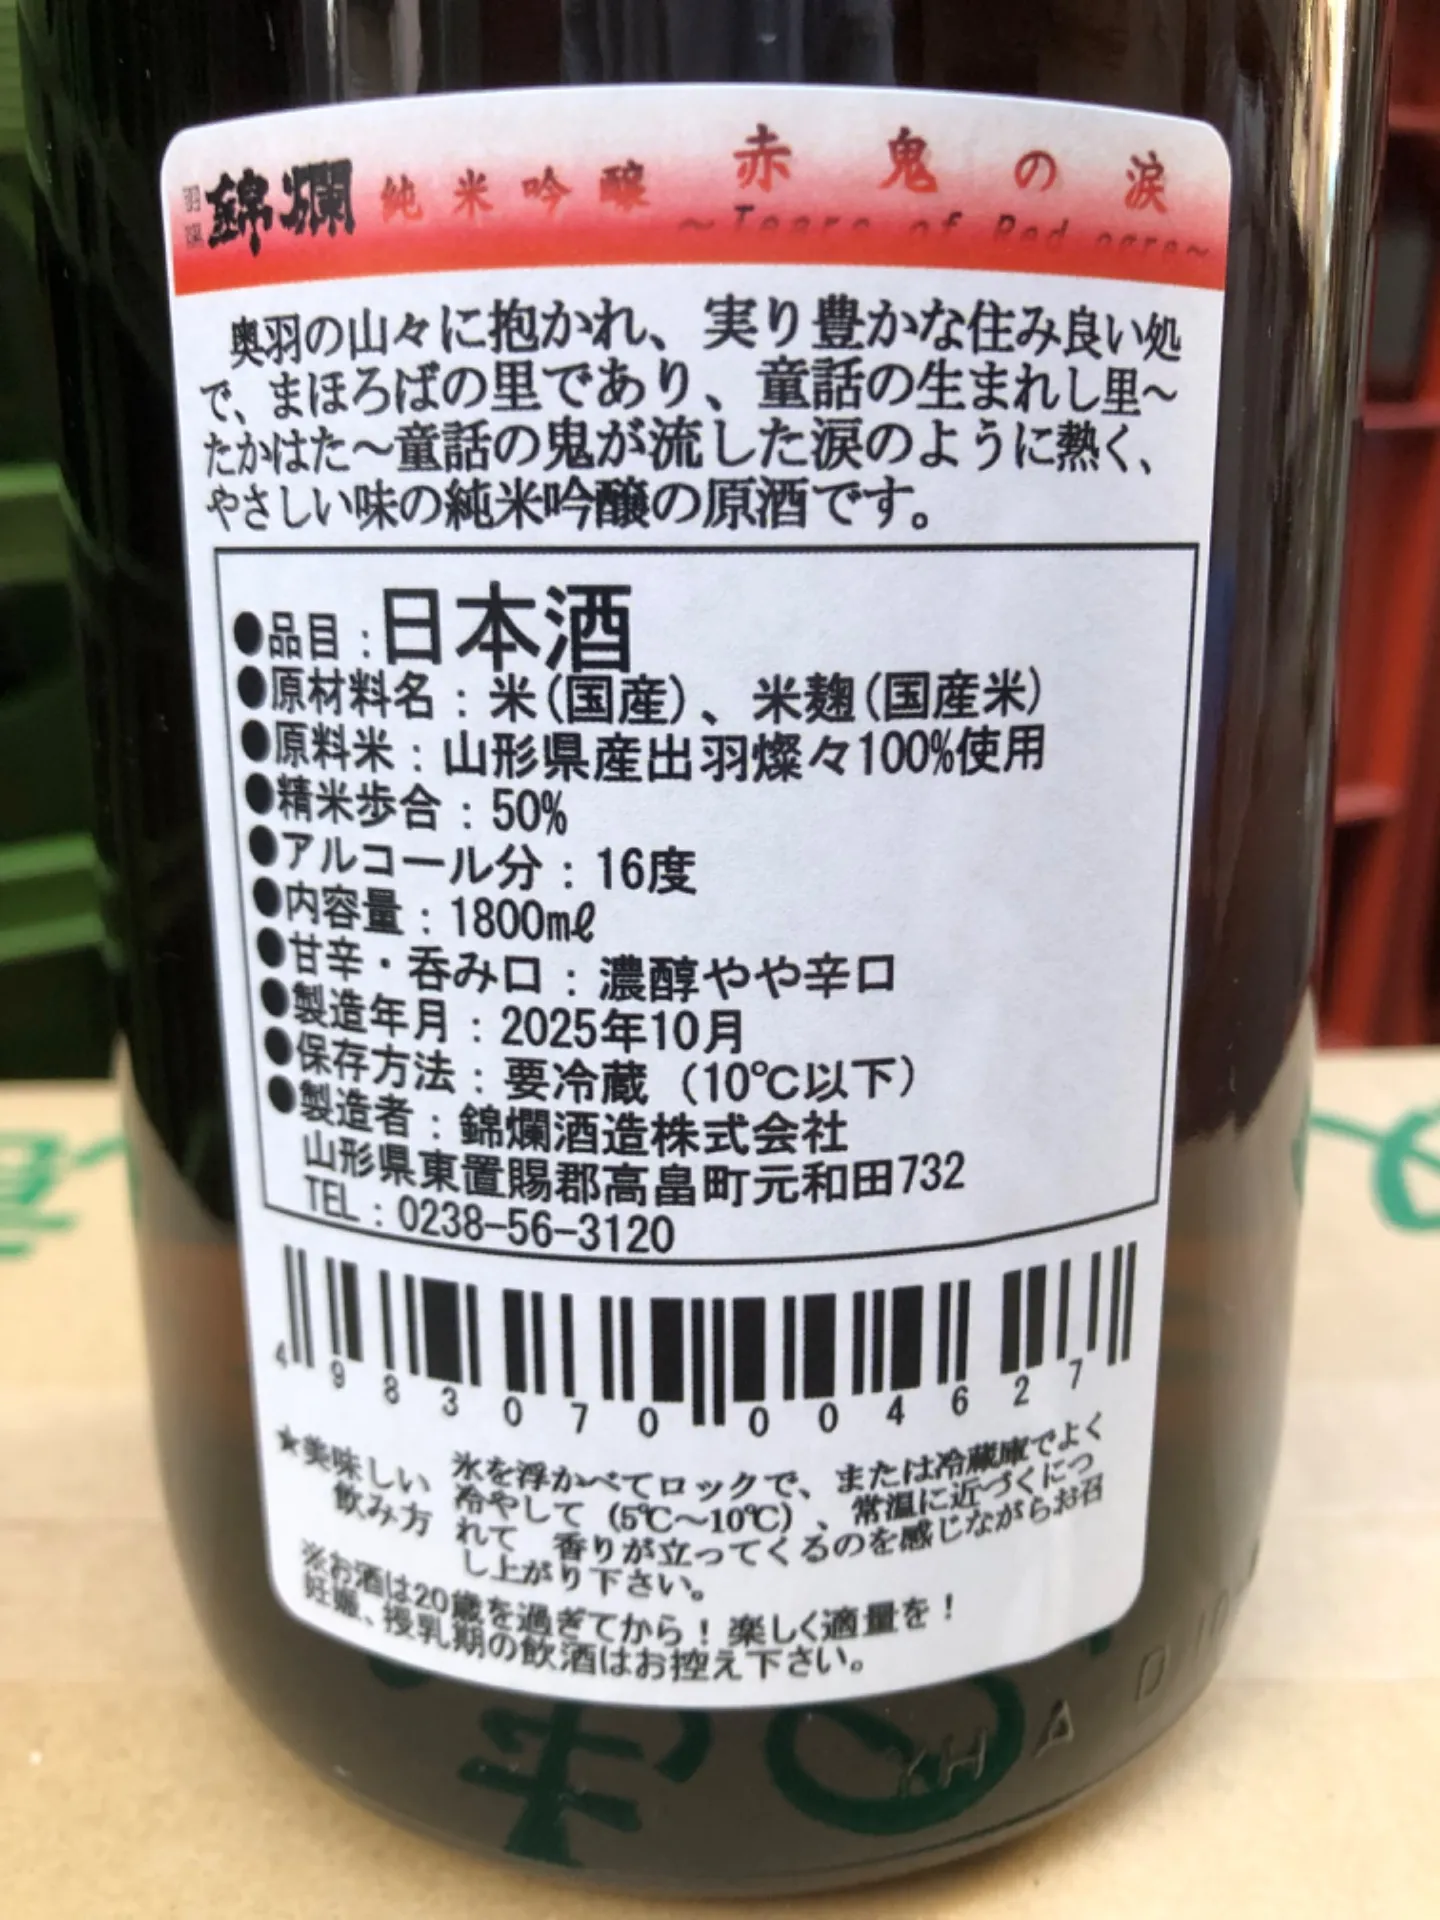 羽陽 錦爛 純米吟醸 赤鬼の涙
～Tears of Red ogre～
奥羽の山々に抱かれ、実り豊かな住み良い処
で、まほろばの里であり、童話の生まれし里～
たかはた～童話の鬼が流した涙のように熱く、
やさしい味の純米吟醸の原酒です。
●品目：日本酒
●原材料名：米(国産)、米麹(国産米)
●原料米：山形県産出羽燦々100%使用
●精米歩合：50%
●アルコール分：16度
●内容量：1800mℓ
●甘辛・呑み口：濃醇やや辛口
●製造年月：2025年10月
●保存方法：要冷蔵（10℃以下）
●製造者：錦爛酒造株式会社
山形県東置賜郡高畠町元和田732
TEL：0238-56-3120
4983070004627
★美味しい飲み方
氷を浮かべてロックで、または冷蔵庫でよく
冷やして（5℃～10℃）、常温に近づくにつ
れて 香りが立ってくるのを感じながらお召
し上がり下さい。
※お酒は20歳を過ぎてから！楽しく適量を！
妊娠、授乳期の飲酒はお控え下さい。